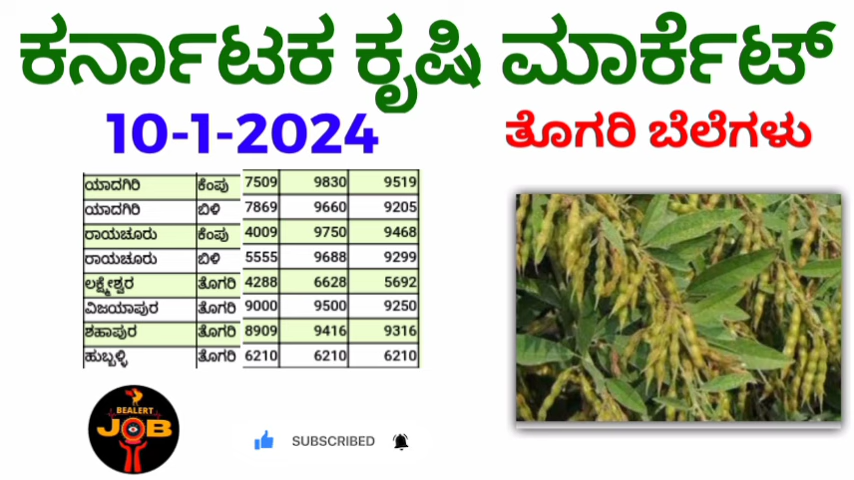 ಕರ್ನಾಟಕ ಕೃಷಿ ಮಾರ್ಕೆಟ್
10-1-2024
ತೊಗರಿ ಬೆಲೆಗಳು
ಯಾದಗಿರಿ ಕೆಂಪು 7509 9830 9519
ಯಾದಗಿರಿ ಬಿಳಿ 7869 9660 9205
ರಾಯಚೂರು ಕೆಂಪು 4009 9750 9468
ರಾಯಚೂರು ಬಿಳಿ 5555 9688 9299
ಲಕ್ಷ್ಮೇಶ್ವರ ತೊಗರಿ 4288 6628 5692
ವಿಜಯಾಪುರ ತೊಗರಿ 9000 9500 9250
ಶಹಾಪುರ ತೊಗರಿ 8909 9416 9316
ಹುಬ್ಬಳ್ಳಿ ತೊಗರಿ 6210 6210 6210
BEALERT
JOB
SUBSCRIBED